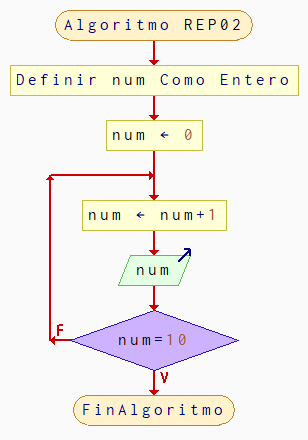 Algoritmo REP02
Definir num Como Entero
num ← 0
num ← num+1
num
num=10
F
V
FinAlgoritmo